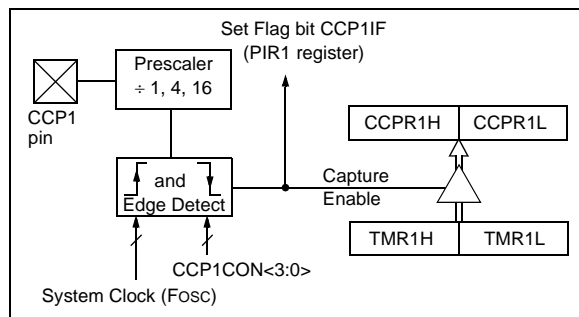 Set Flag bit CCP1IF
(PIR1 register)
Prescaler
÷ 1, 4, 16
CCP1
pin
CCPR1H
CCPR1L
and
Edge Detect
Capture
Enable
TMR1H
TMR1L
CCP1CON<3:0>
System Clock (FOSC)